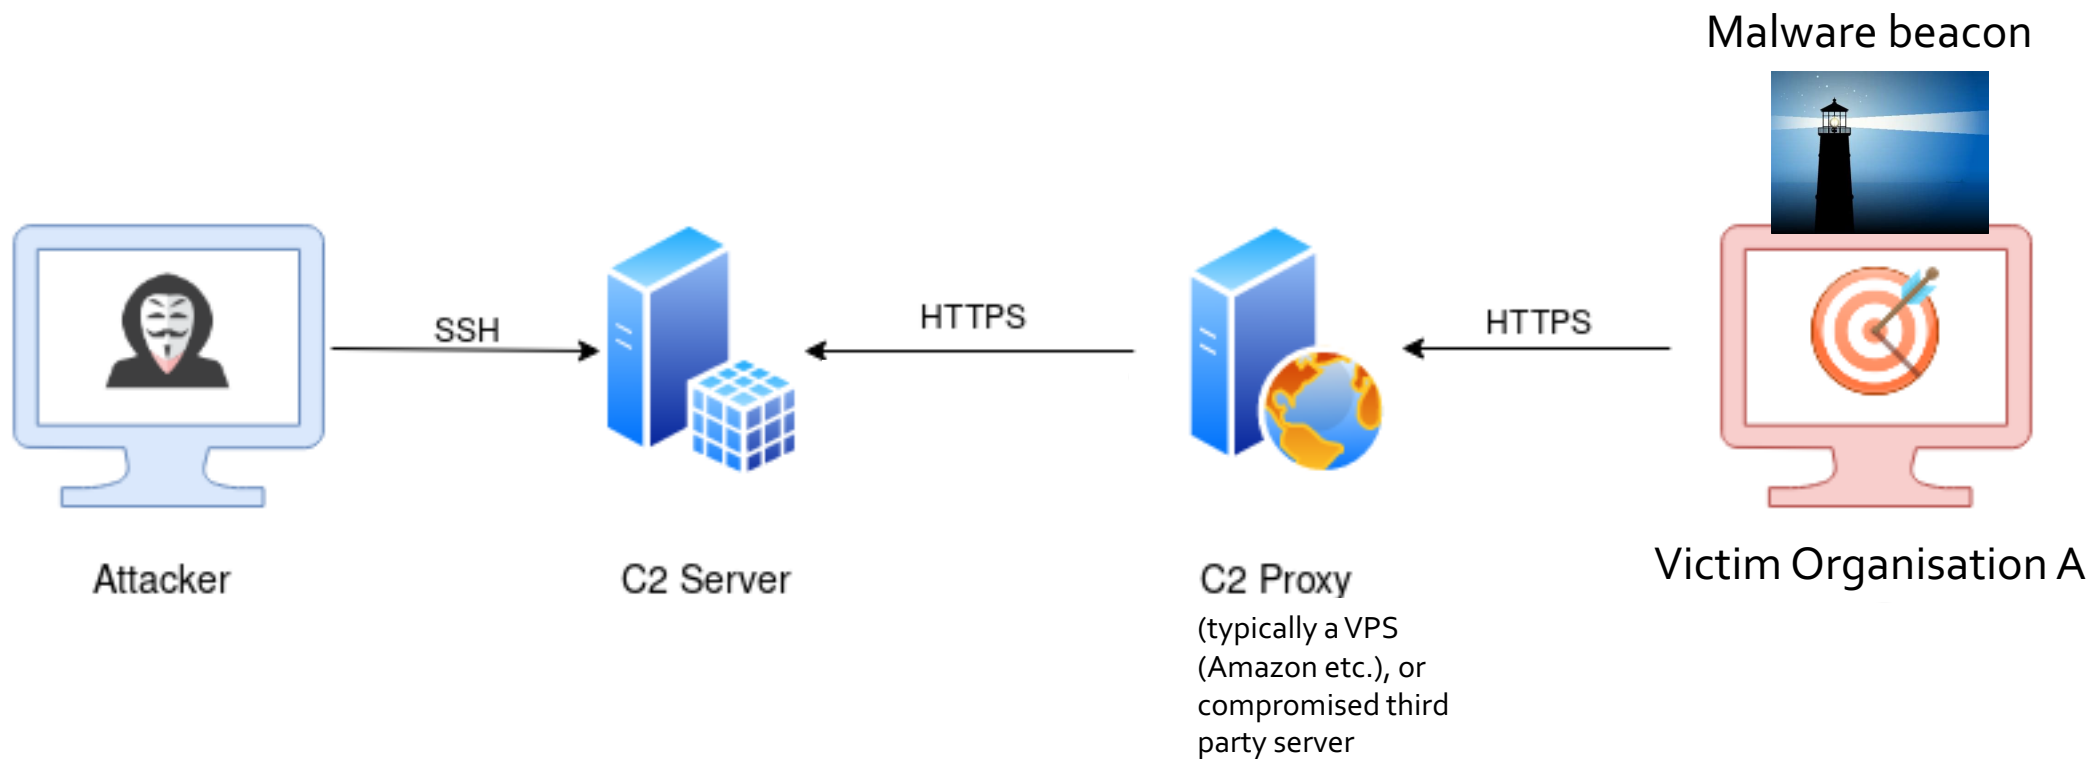 Malware beacon
SSH
HTTPS
HTTPS
Attacker
C2 Server
C2 Proxy
(typically a VPS
(Amazon etc.), or
compromised third
party server
Victim Organisation A